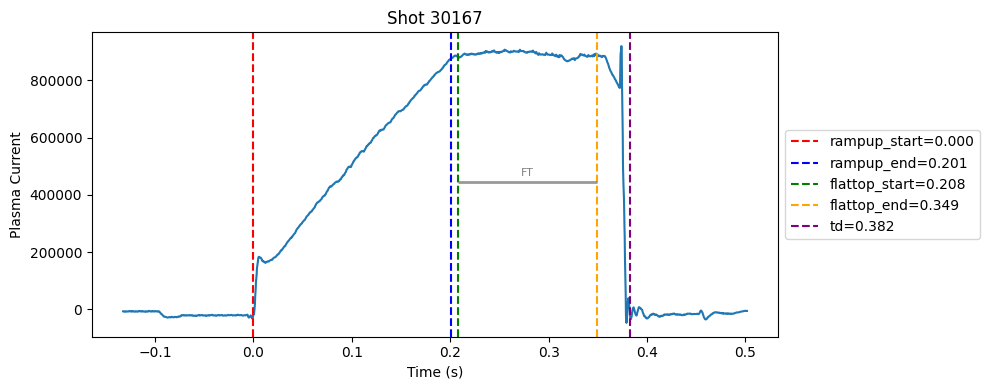 Shot 30167
Plasma Current
800000
600000
400000
200000
0
FT
−0.1 0.0 0.1 0.2 0.3 0.4 0.5
Time (s)
rampup_start=0.000
rampup_end=0.201
flattop_start=0.208
flattop_end=0.349
td=0.382